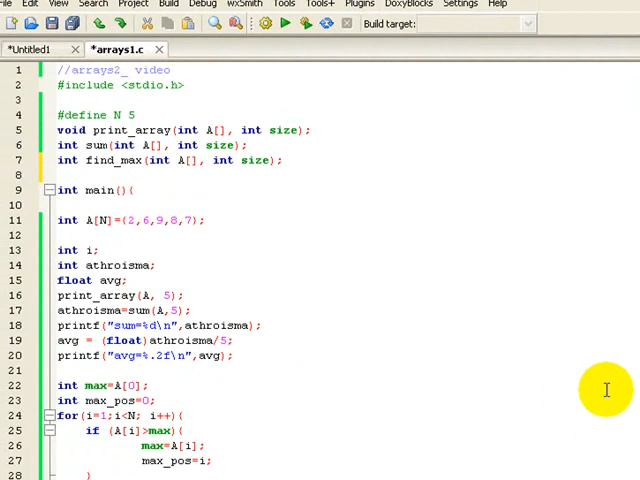 File Edit View Search Project Build Debug wxSmith Tools Tools+ Plugins DoxyBlocks Settings Help
Build target:
*Untitled1 *arrays1.c
1 //arrays2_ video
2 #include <stdio.h>
3
4 #define N 5
5 void print_array(int A[], int size);
6 int sum(int A[], int size);
7 int find_max(int A[], int size);
8
9 int main(){
10
11 int A[N]={2,6,9,8,7};
12
13 int i;
14 int athroisma;
15 float avg;
16 print_array(A, 5);
17 athroisma=sum(A,5);
18 printf("sum=%d\n",athroisma);
19 avg = (float)athroisma/5;
20 printf("avg=%.2f\n",avg);
21
22 int max=A[0];
23 int max_pos=0;
24 for(i=1;i<N; i++){
25 if (A[i]>max){
26 max=A[i];
27 max_pos=i;
28 }